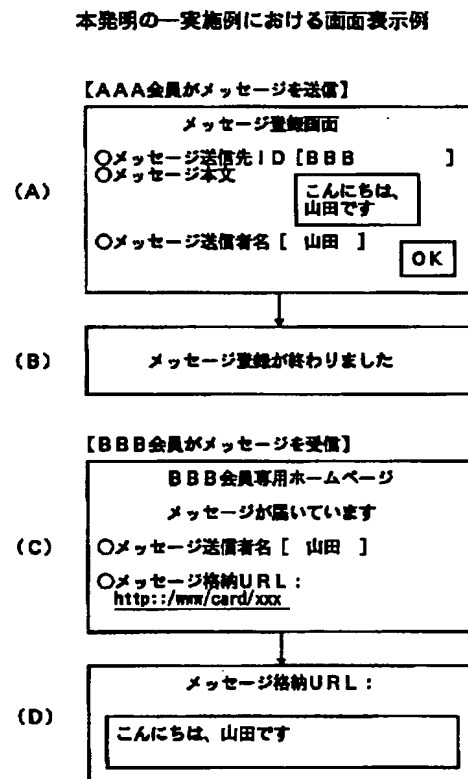 本発明の一実施例における画面表示例
【AAA会員がメッセージを送信】
(A)
メッセージ登録画面
○メッセージ送信先ID[BBB ]
○メッセージ本文
こんにちは、
山田です
○メッセージ送信者名[ 山田 ]
OK
(B)
メッセージ登録が終わりました
【BBB会員がメッセージを受信】
(C)
BBB会員専用ホームページ
メッセージが届いています
○メッセージ送信者名[ 山田 ]
○メッセージ格納URL:
http::/www/card/xxx
(D)
メッセージ格納URL:
こんにちは、山田です